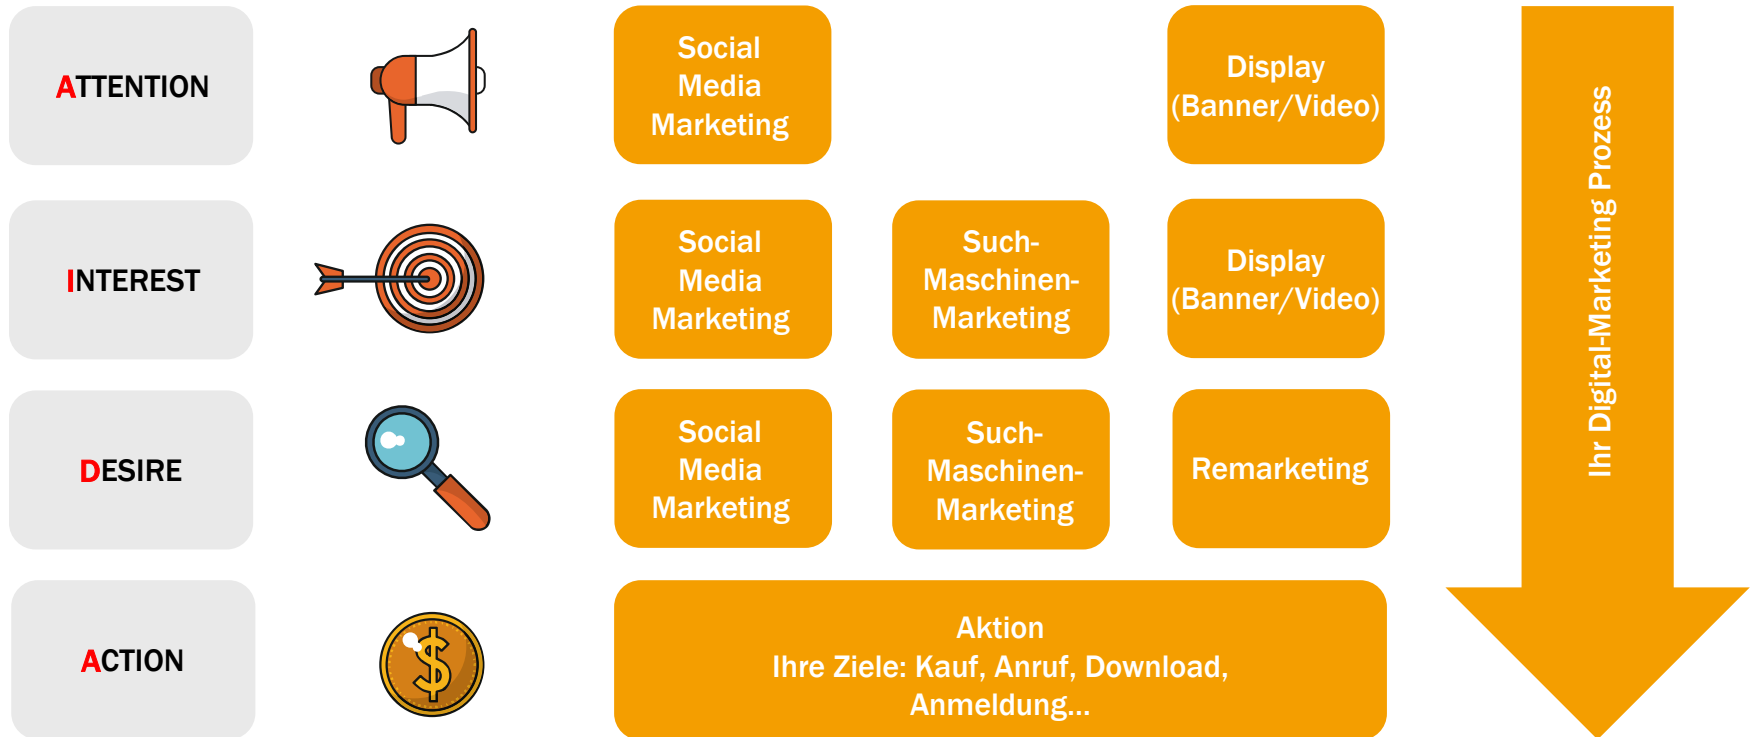 ATTENTION
Social
Media
Marketing
Display
(Banner/Video)
INTEREST
Social
Media
Marketing
Such-
Maschinen-
Marketing
Display
(Banner/Video)
DESIRE
Social
Media
Marketing
Such-
Maschinen-
Marketing
Remarketing
ACTION
$
Aktion
Ihre Ziele: Kauf, Anruf, Download,
Anmeldung...
Ihr Digital-Marketing Prozess